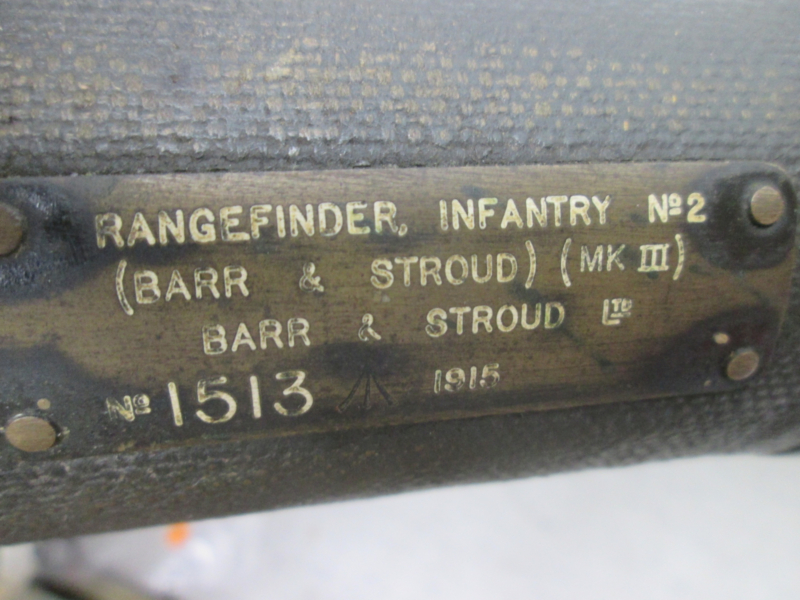 RANGEFINDER, INFANTRY Nº2
(BARR & STROUD) (MK III)
BARR & STROUD LTD
Nº 1513 1915